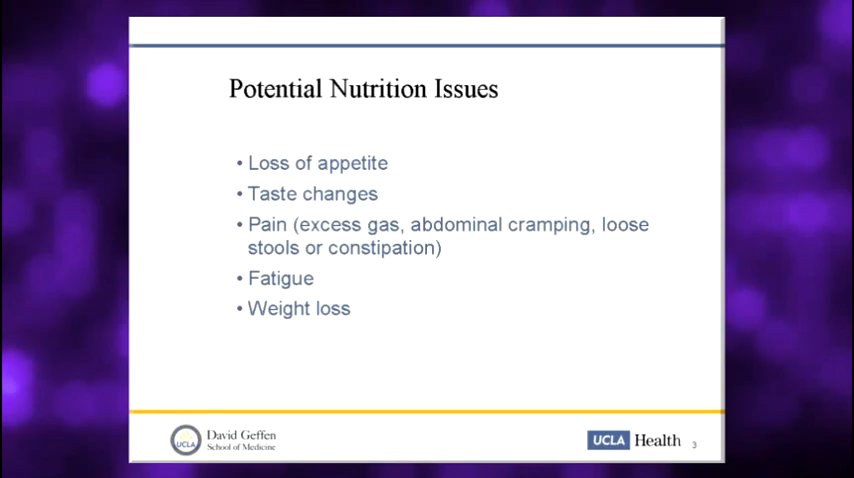 Potential Nutrition Issues
• Loss of appetite
• Taste changes
• Pain (excess gas, abdominal cramping, loose
stools or constipation)
• Fatigue
• Weight loss
UCLA
David Geffen
School of Medicine
UCLA Health 3